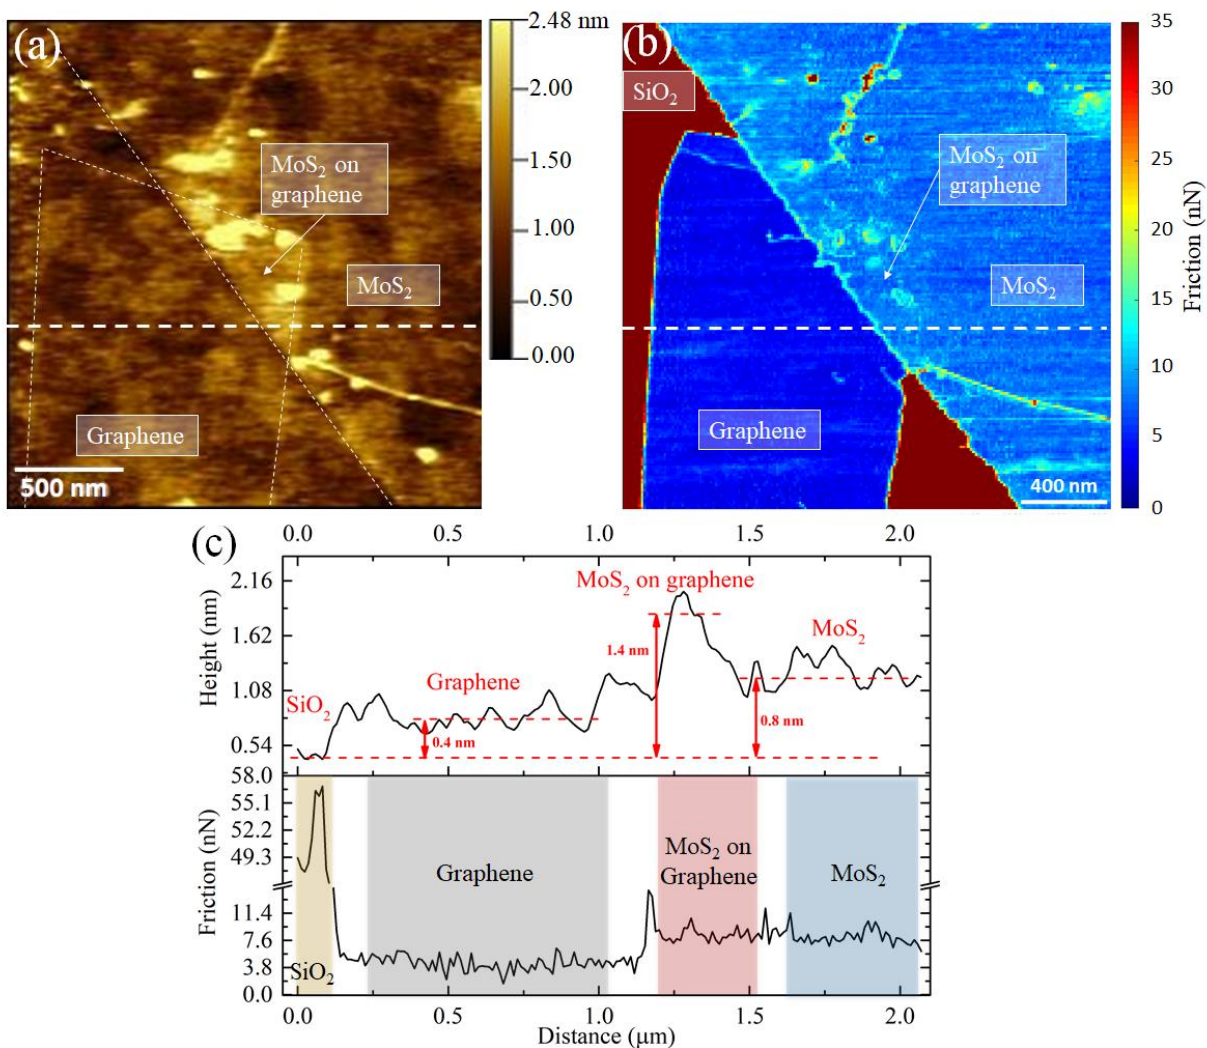 (a)
MoS₂ on
graphene
MoS₂
Graphene
500 nm
2.48 nm
2.00
1.50
1.00
0.50
0.00
(b)
SiO₂
MoS₂ on
graphene
MoS₂
Graphene
400 nm
35
30
25
20
15
10
5
0
Friction (nN)
(c)
0.0 0.5 1.0 1.5 2.0
Height (nm)
2.16
1.62
1.08
0.54
SiO₂
Graphene
0.4 nm
MoS₂ on graphene
1.4 nm
MoS₂
0.8 nm
Friction (nN)
58.0
55.1
52.2
49.3
11.4
7.6
3.8
0.0
SiO₂
Graphene
MoS₂ on
Graphene
MoS₂
0.0 0.5 1.0 1.5 2.0
Distance (μm)